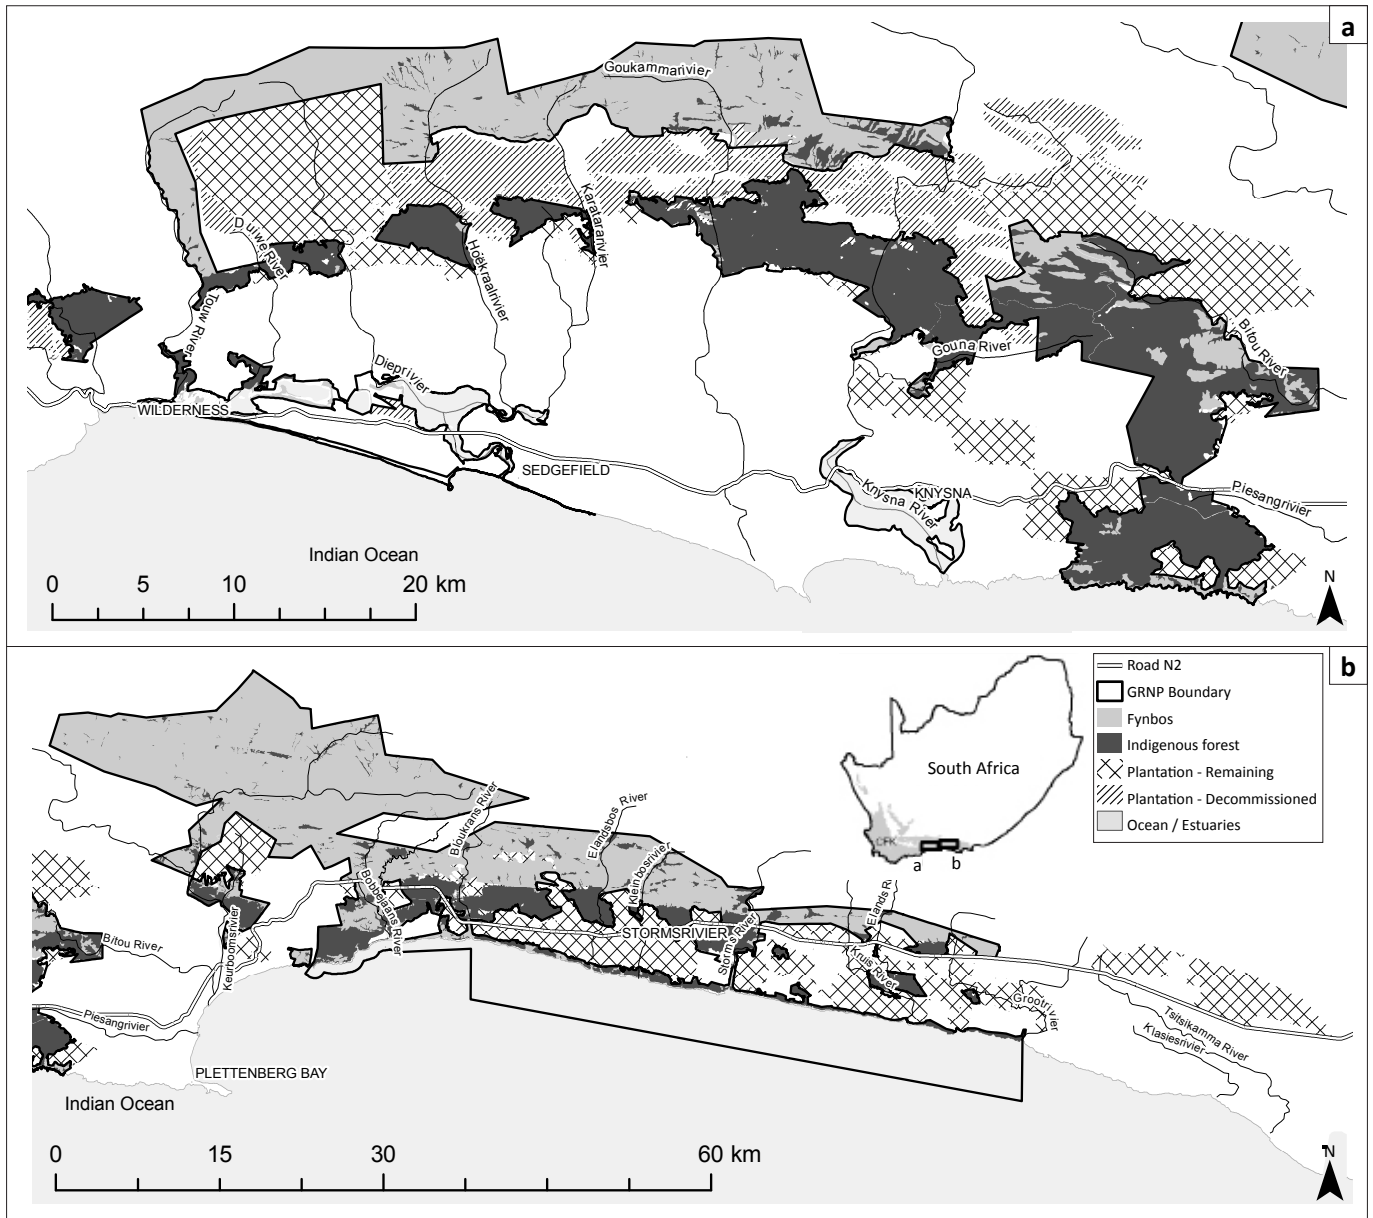 a
Goukammarivier
Karatararivier
Duiwe River
Hoëkraalrivier
Touw River
Bitou River
Gouna River
Dieprivier
WILDERNESS
SEDGEFIELD
KNYSNA
Knysna River
Piesangrivier
Indian Ocean
0 5 10 20 km
N
b
Road N2
GRNP Boundary
Fynbos
Indigenous forest
Plantation - Remaining
Plantation - Decommissioned
Ocean / Estuaries
South Africa
CFK
a b
Bloukrans River
Elandsbos River
Kleinbosrivier
Bobbejaans River
Elands Ri
STORMSRIVIER
Storms River
Bitou River
Keurboomsrivier
Kruis River
Grootrivier
Piesangrivier
Tsitsikamma River
Klasiesrivier
PLETTENBERG BAY
Indian Ocean
0 15 30 60 km
N